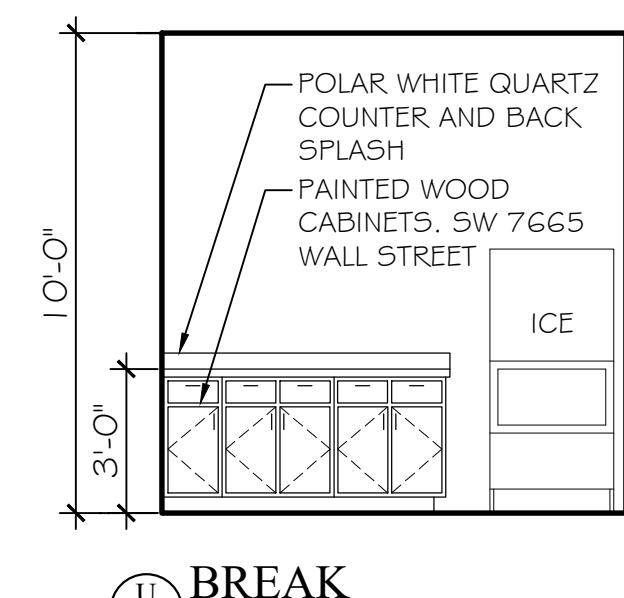 POLAR WHITE QUARTZ
COUNTER AND BACK
SPLASH
PAINTED WOOD
CABINETS. SW 7665
WALL STREET
10'-0"
ICE
3'-0"
U
BREAK